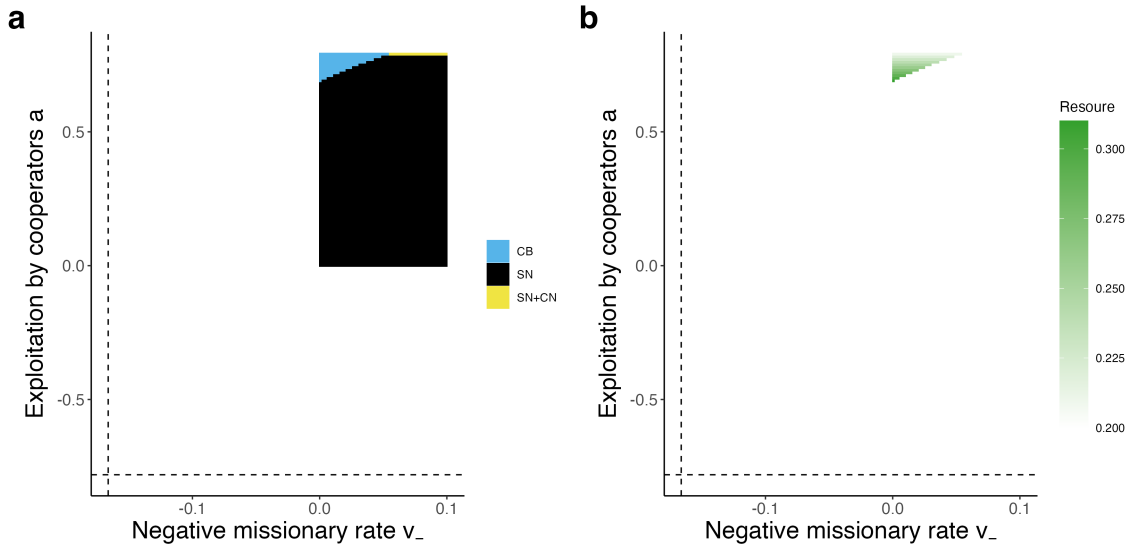 a
Exploitation by cooperators a
0.5
0.0
-0.5
-0.1
0.0
0.1
Negative missionary rate v_
CB
SN
SN+CN
b
Exploitation by cooperators a
0.5
0.0
-0.5
-0.1
0.0
0.1
Negative missionary rate v_
Resoure
0.300
0.275
0.250
0.225
0.200